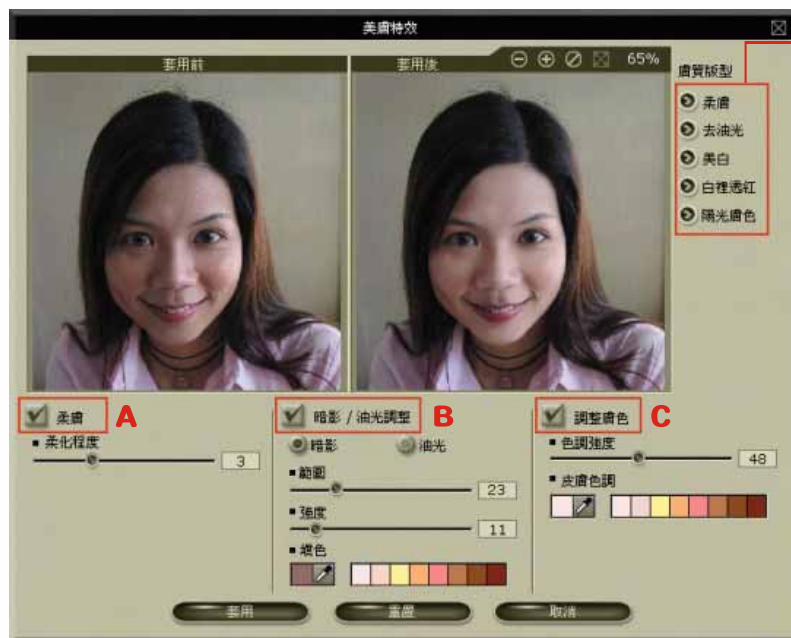 美膚特效
套用前
套用後
65%
膚質版型
柔膚
去油光
美白
白裡透紅
陽光膚色
柔膚 A
柔化程度
3
暗影 / 油光調整 B
暗影 油光
範圍
23
強度
11
填色
調整膚色 C
色調強度
48
皮膚色調
套用 重置 取消